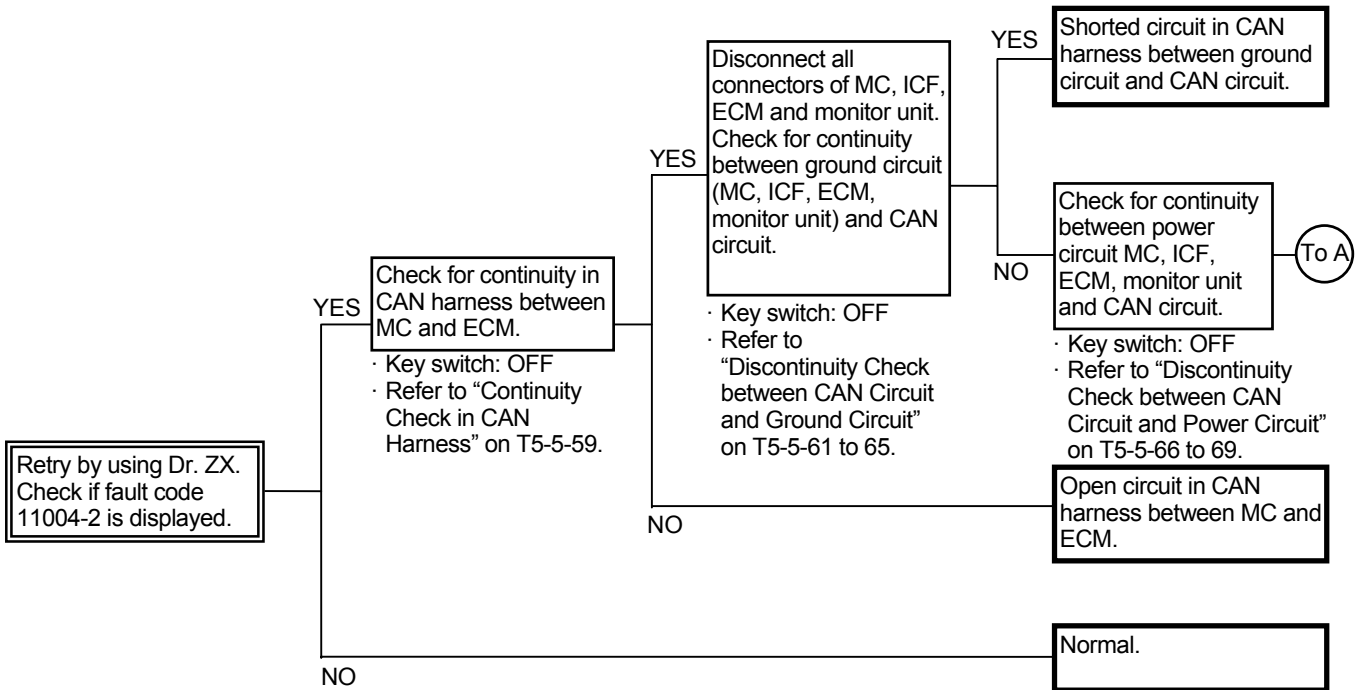 Retry by using Dr. ZX.
Check if fault code
11004-2 is displayed.
YES
Check for continuity in
CAN harness between
MC and ECM.
· Key switch: OFF
· Refer to
“Continuity
Check in CAN
Harness” on T5-5-59.
YES
Disconnect all
connectors of MC, ICF,
ECM and monitor unit.
Check for continuity
between ground circuit
(MC, ICF, ECM,
monitor unit) and CAN
circuit.
· Key switch: OFF
· Refer to
“Discontinuity Check
between CAN Circuit
and Ground Circuit”
on T5-5-61 to 65.
YES
Shorted circuit in CAN
harness between ground
circuit and CAN circuit.
NO
Check for continuity
between power
circuit MC, ICF,
ECM, monitor unit
and CAN circuit.
To A
· Key switch: OFF
· Refer to “Discontinuity
Check between CAN
Circuit and Power Circuit”
on T5-5-66 to 69.
NO
Open circuit in CAN
harness between MC and
ECM.
NO
Normal.